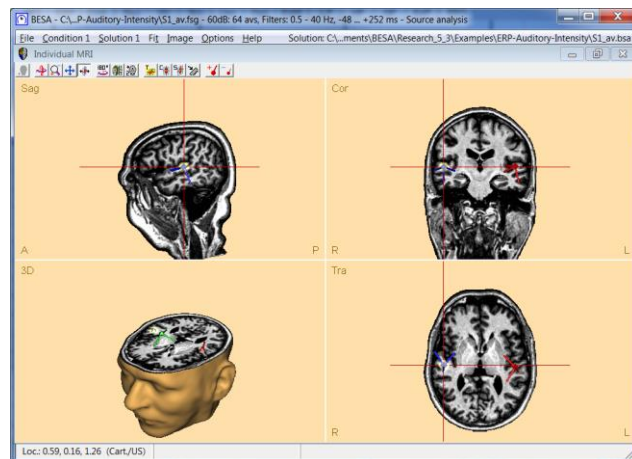 BESA - C:\...P-Auditory-Intensity\S1_av.fsg - 60dB: 64 avs, Filters: 0.5 - 40 Hz, -48 ... +252 ms - Source analysis
File Condition 1 Solution 1 Fit Image Options Help Solution: C:\...ments\BESA\Research_5_3\Examples\ERP-Auditory-Intensity\S1_av.bsa
Individual MRI
Sag
Cor
A P R L
3D
Tra
R L
Loc.: 0.59, 0.16, 1.26 (Cart./US)